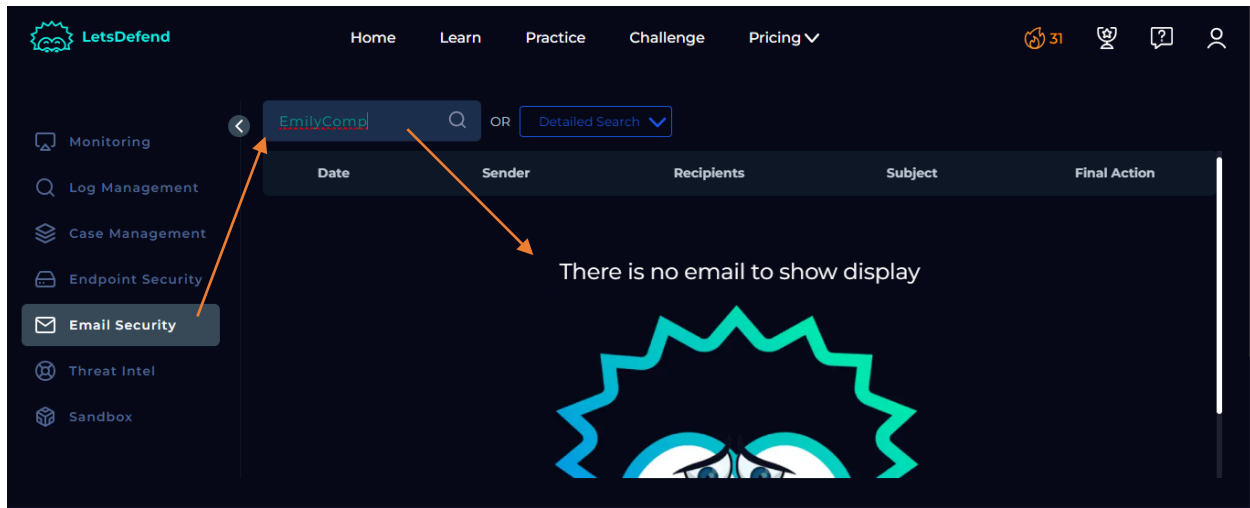 LetsDefend Home Learn Practice Challenge Pricing 31
EmilyComp OR Detailed Search
Monitoring
Date Sender Recipients Subject Final Action
Log Management
Case Management
Endpoint Security
There is no email to show display
Email Security
Threat Intel
Sandbox